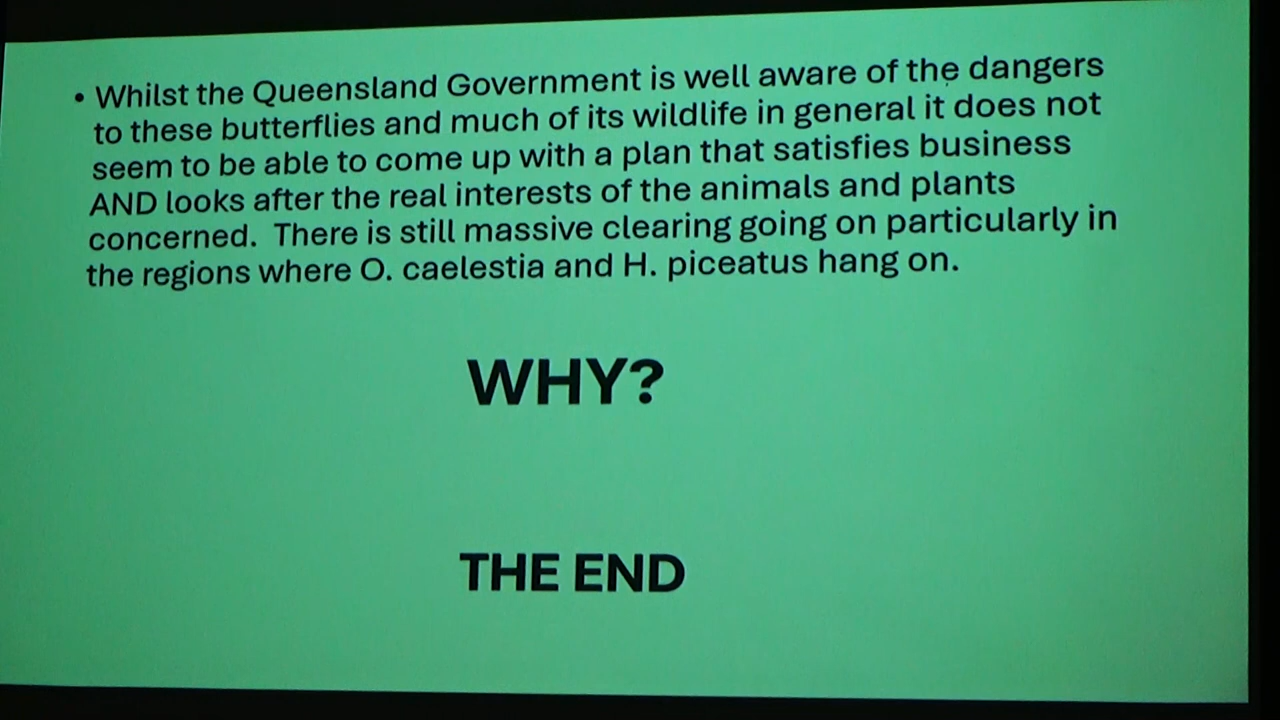 • Whilst the Queensland Government is well aware of the dangers
to these butterflies and much of its wildlife in general it does not
seem to be able to come up with a plan that satisfies business
AND looks after the real interests of the animals and plants
concerned. There is still massive clearing going on particularly in
the regions where O. caelestia and H. piceatus hang on.
WHY?
THE END